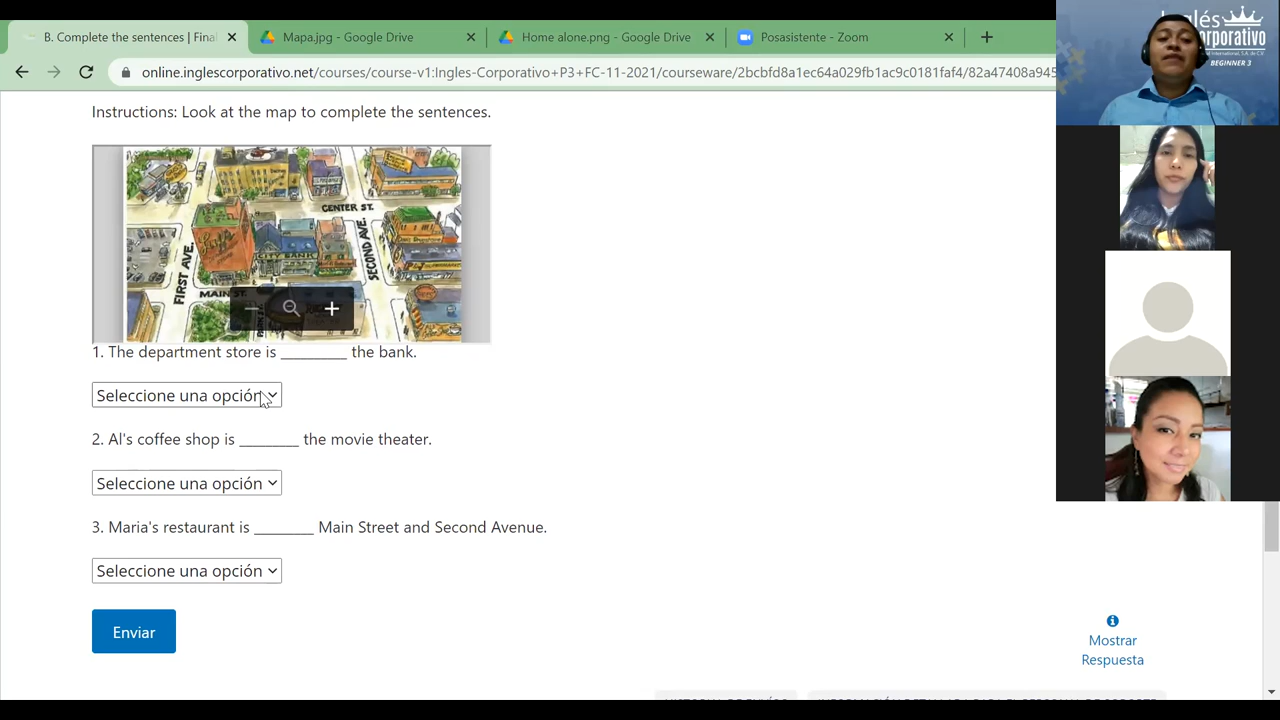 B. Complete the sentences | Final
Mapa.jpg - Google Drive
Home alone.png - Google Drive
Posasistente - Zoom
online.inglescorporativo.net/courses/course-v1:Ingles-Corporativo+P3+FC-11-2021/courseware/2bcbfd8a1ec64a029fb1ac9c0181faf4/82a47408a945
Inglés
Corporativo
BEGINNER 3
Instructions: Look at the map to complete the sentences.
CENTER ST.
FIRST AVE.
SECOND AVE.
CITY BANK
MAIN ST.
1. The department store is _________ the bank.
Seleccione una opción
2. Al's coffee shop is ________ the movie theater.
Seleccione una opción
3. Maria's restaurant is ________ Main Street and Second Avenue.
Seleccione una opción
Enviar
Mostrar
Respuesta